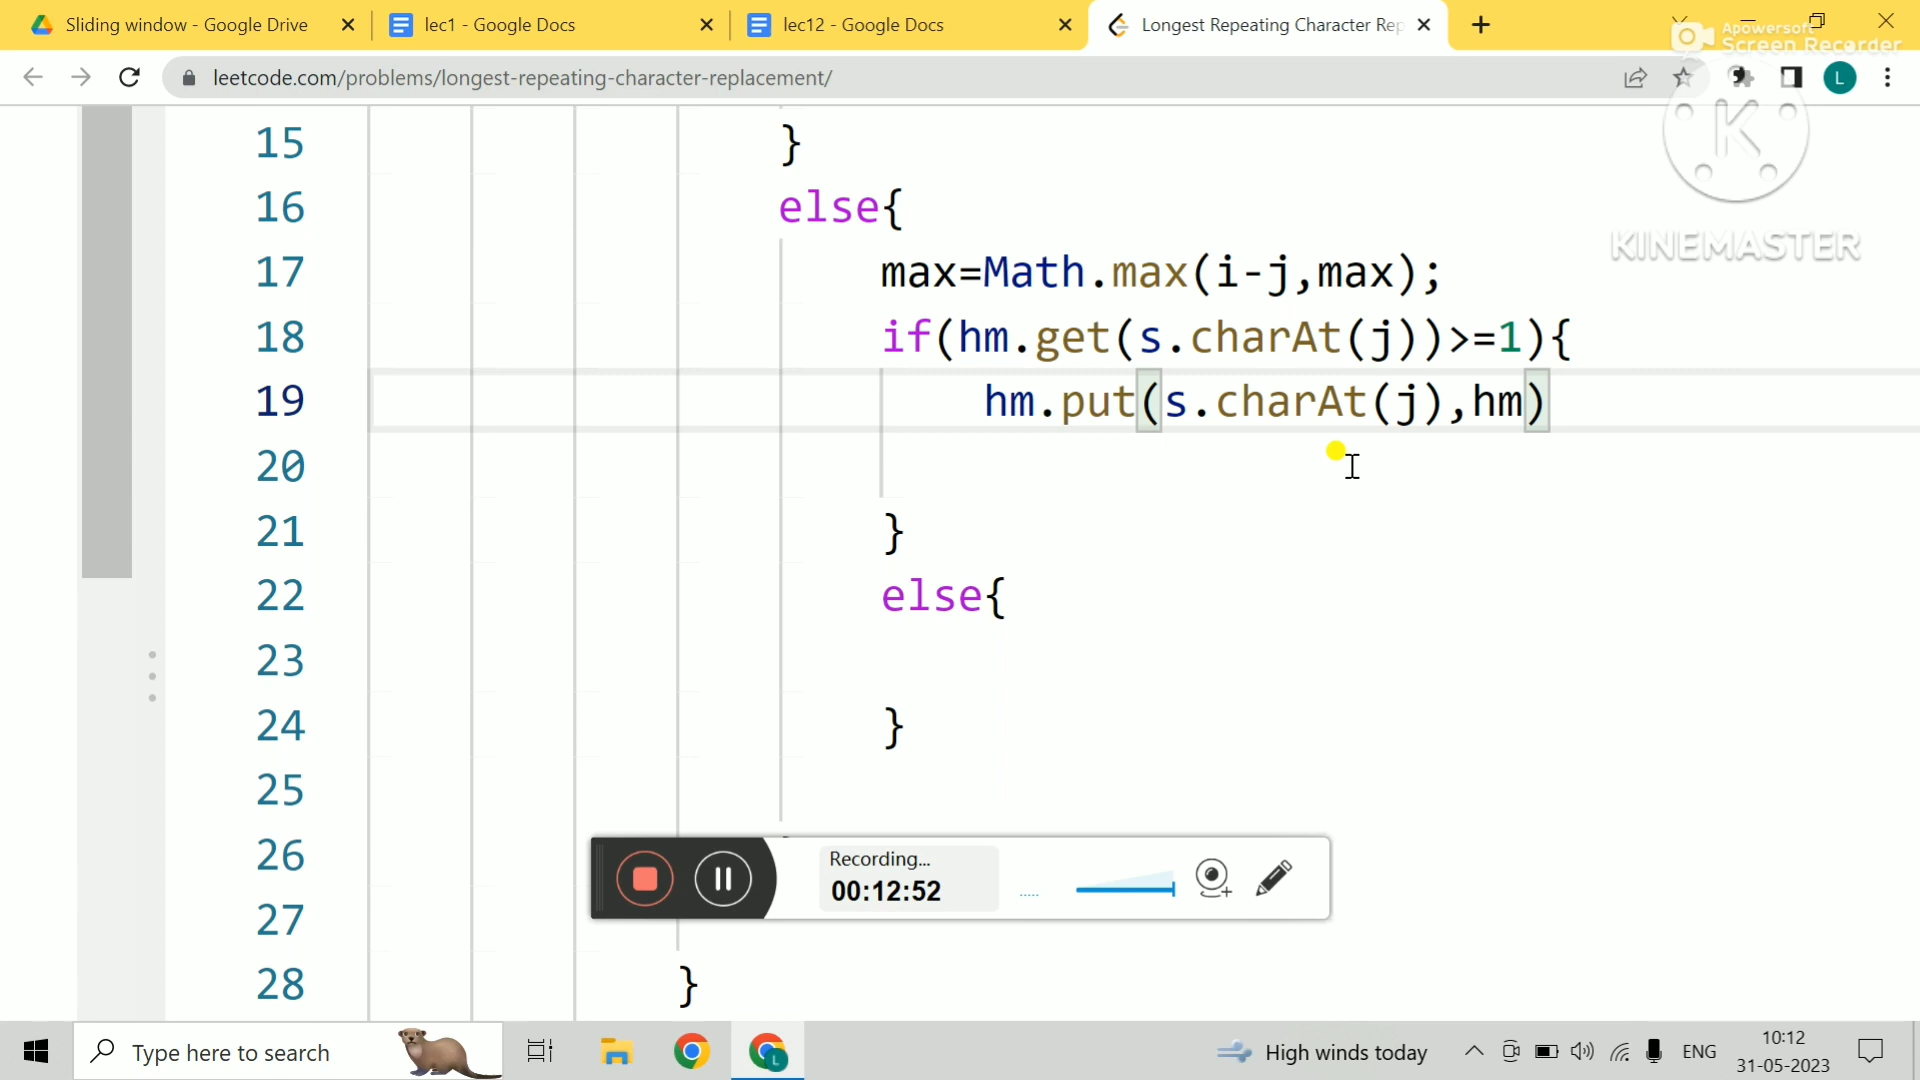 Sliding window - Google Drive
lec1 - Google Docs
lec12 - Google Docs
Longest Repeating Character Rep
Apowersoft
Screen Recorder
leetcode.com/problems/longest-repeating-character-replacement/
L
K
KINEMASTER
15 }
16 else{
17 max=Math.max(i-j,max);
18 if(hm.get(s.charAt(j))>=1){
19 hm.put(s.charAt(j),hm)
20
21 }
22 else{
23
24 }
25
26
27
28 }
Recording...
00:12:52
Type here to search
L
High winds today
ENG
10:12
31-05-2023